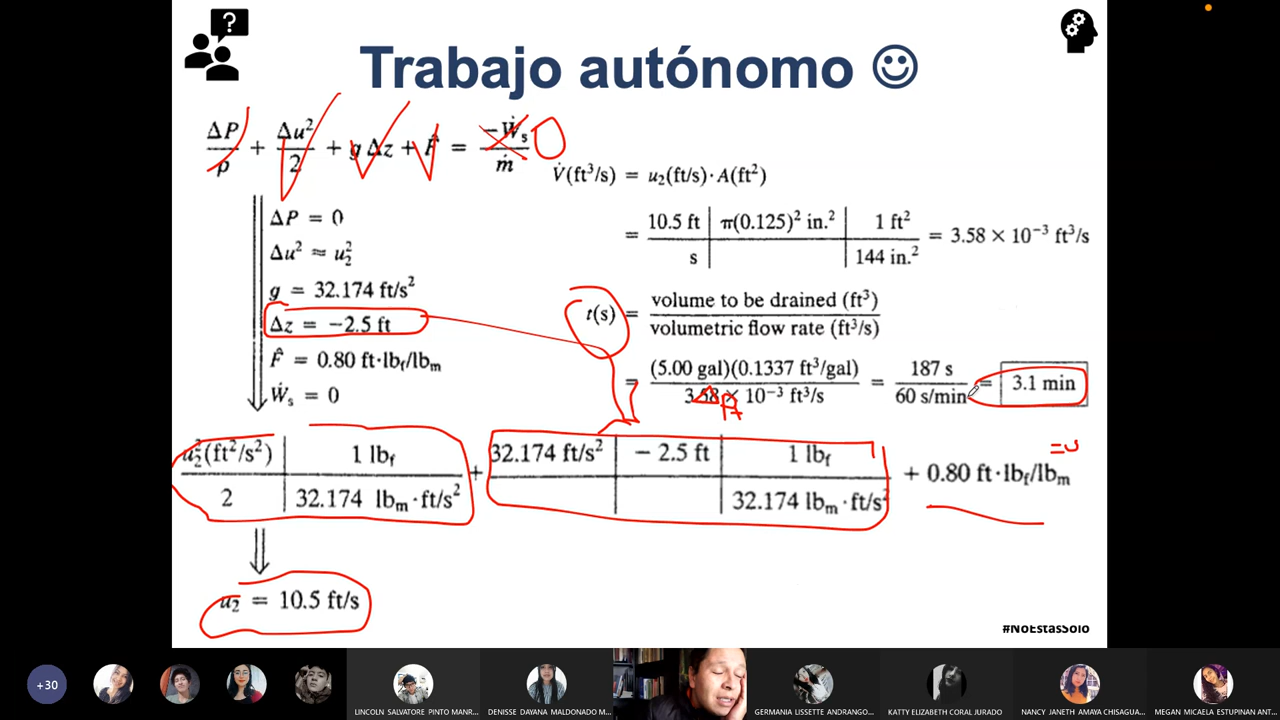 ?
Trabajo autónomo
ΔP/ρ + Δu²/2 + g Δz + F̂ = −Ẇs/ṁ 0
ΔP = 0
Δu² ≈ u₂²
g = 32.174 ft/s²
Δz = −2.5 ft
F̂ = 0.80 ft·lbf/lbm
Ẇs = 0
V̇(ft³/s) = u₂(ft/s)·A(ft²)
= 10.5 ft | π(0.125)² in.² | 1 ft²
s | | 144 in.² = 3.58 × 10⁻³ ft³/s
t(s) = volume to be drained (ft³)
volumetric flow rate (ft³/s)
= (5.00 gal)(0.1337 ft³/gal) = 187 s = 3.1 min
3.58 × 10⁻³ ft³/s 60 s/min
u₂²(ft²/s²) | 1 lbf + 32.174 ft/s² | − 2.5 ft | 1 lbf + 0.80 ft·lbf/lbm
2 | 32.174 lbm·ft/s² | | 32.174 lbm·ft/s²
u₂ = 10.5 ft/s
#NoEstasSolo
+30
LINCOLN SALVATORE PINTO MANR...
DENISSE DAYANA MALDONADO M...
GERMANIA LISSETTE ANDRANGO...
KATTY ELIZABETH CORAL JURADO
NANCY JANETH AMAYA CHISAGUA...
MEGAN MICAELA ESTUPINAN ANT...